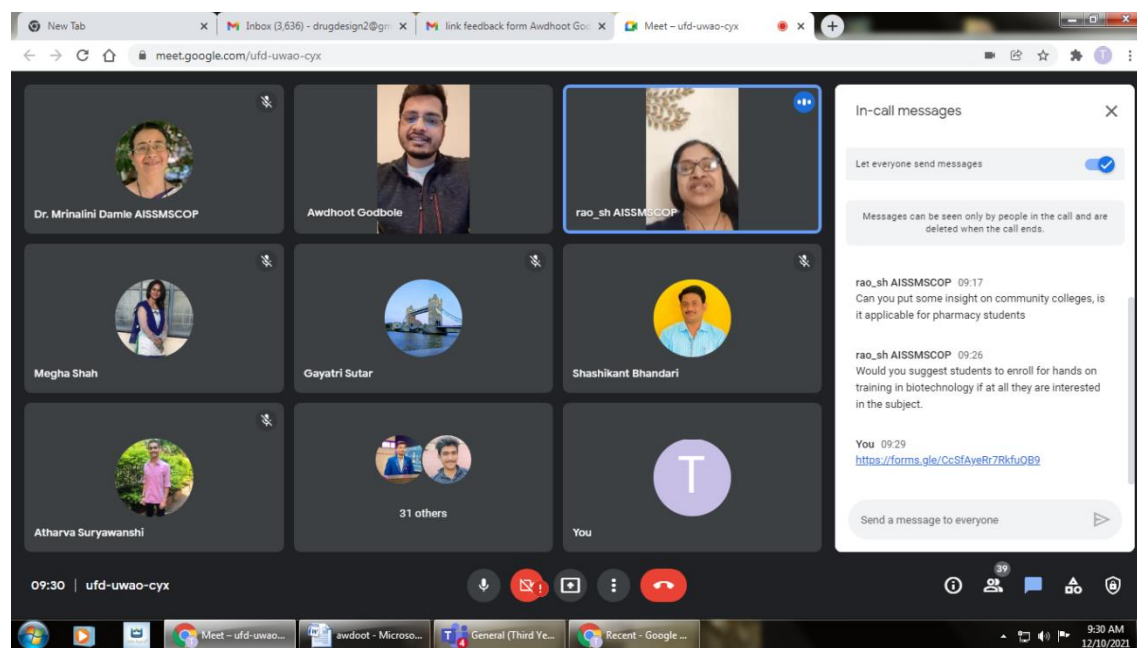 New Tab
Inbox (3,636) - drugdesign2@gm
link feedback form Awdhoot God
Meet – ufd-uwao-cyx
meet.google.com/ufd-uwao-cyx
T
Dr. Mrinalini Damle AISSMSCOP
Awdhoot Godbole
rao_sh AISSMSCOP
Megha Shah
Gayatri Sutar
Shashikant Bhandari
Atharva Suryawanshi
31 others
T
You
In-call messages
Let everyone send messages
Messages can be seen only by people in the call and are
deleted when the call ends.
rao_sh AISSMSCOP 09:17
Can you put some insight on community colleges, is
it applicable for pharmacy students
rao_sh AISSMSCOP 09:26
Would you suggest students to enroll for hands on
training in biotechnology if at all they are interested
in the subject.
You 09:29
https://forms.gle/CcSfAyeRr7RkfuQB9
Send a message to everyone
09:30 | ufd-uwao-cyx
39
Meet – ufd-uwao...
awdoot - Microso...
General (Third Ye...
Recent - Google ...
9:30 AM
12/10/2021